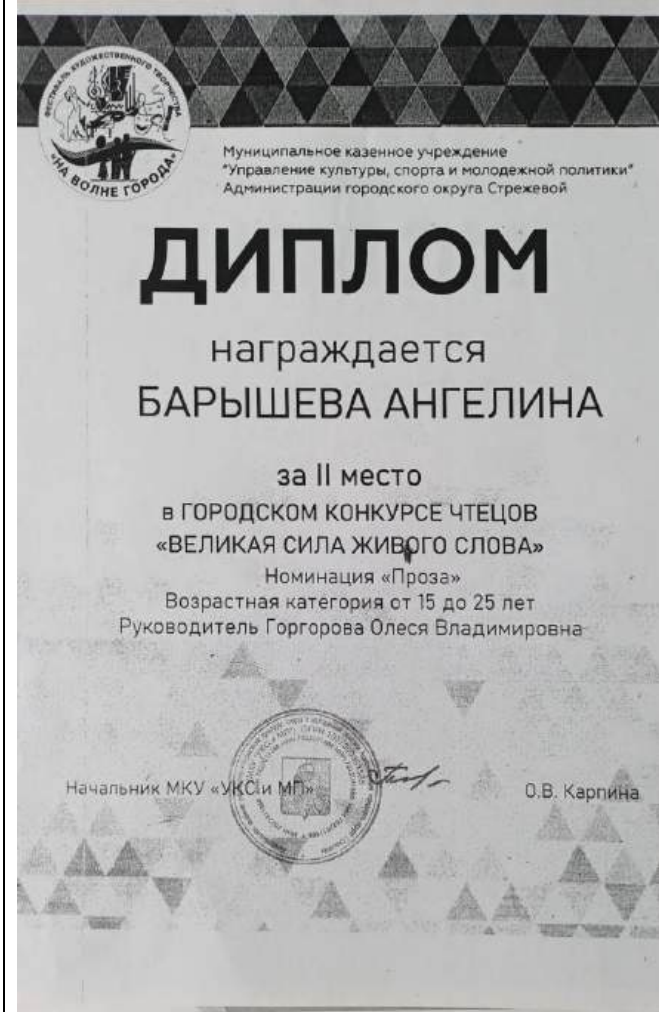 ФЕСТИВАЛЬ ХУДОЖЕСТВЕННОГО ТВОРЧЕСТВА
«НА ВОЛНЕ ГОРОДА»
Муниципальное казенное учреждение
"Управление культуры, спорта и молодежной политики"
Администрации городского округа Стрежевой
ДИПЛОМ
награждается
БАРЫШЕВА АНГЕЛИНА
за II место
в ГОРОДСКОМ КОНКУРСЕ ЧТЕЦОВ
«ВЕЛИКАЯ СИЛА ЖИВОГО СЛОВА»
Номинация «Проза»
Возрастная категория от 15 до 25 лет
Руководитель Горгорова Олеся Владимировна
Начальник МКУ «УКС и МП»
О.В. Карпина